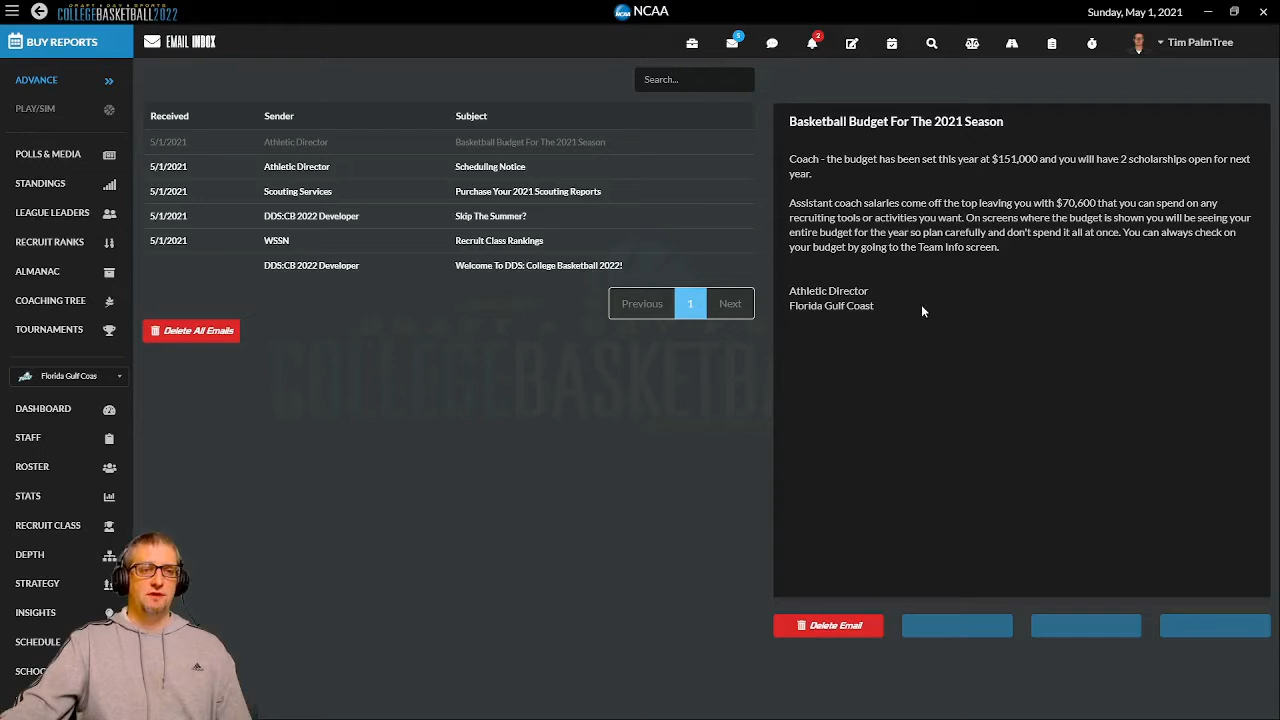 DRAFT DAY SPORTS
COLLEGEBASKETBALL2022
NCAA
Sunday, May 1, 2021
BUY REPORTS
EMAIL INBOX
5
2
Tim PalmTree
ADVANCE
PLAY/SIM
POLLS & MEDIA
STANDINGS
LEAGUE LEADERS
RECRUIT RANKS
ALMANAC
COACHING TREE
TOURNAMENTS
Florida Gulf Coas
DASHBOARD
STAFF
ROSTER
STATS
RECRUIT CLASS
DEPTH
STRATEGY
INSIGHTS
SCHEDULE
Search...
Received Sender Subject
5/1/2021 Athletic Director Basketball Budget For The 2021 Season
5/1/2021 Athletic Director Scheduling Notice
5/1/2021 Scouting Services Purchase Your 2021 Scouting Reports
5/1/2021 DDS:CB 2022 Developer Skip The Summer?
5/1/2021 WSSN Recruit Class Rankings
DDS:CB 2022 Developer Welcome To DDS: College Basketball 2022!
Previous 1 Next
Delete All Emails
COLLEGEBASKETBALL
Basketball Budget For The 2021 Season
Coach - the budget has been set this year at $151,000 and you will have 2 scholarships open for next
year.
Assistant coach salaries come off the top leaving you with $70,600 that you can spend on any
recruiting tools or activities you want. On screens where the budget is shown you will be seeing your
entire budget for the year so plan carefully and don't spend it all at once. You can always check on
your budget by going to the Team Info screen.
Athletic Director
Florida Gulf Coast
Delete Email